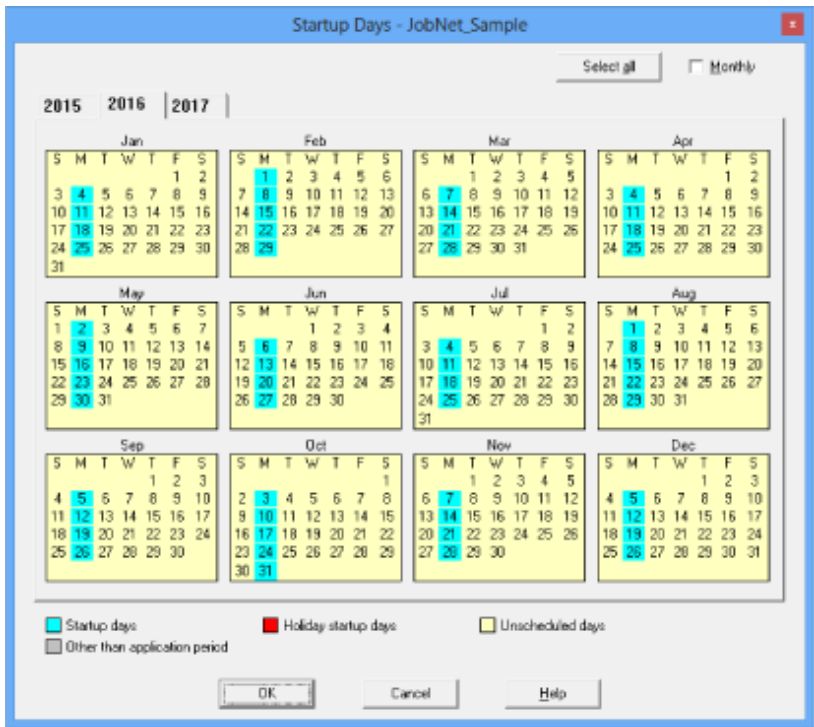 Startup Days - JobNet_Sample
x
Select all Monthly
2015 2016 2017
Jan Feb Mar Apr
S M T W T F S S M T W T F S S M T W T F S S M T W T F S
1 2 1 2 3 4 5 6 1 2 3 4 5 1 2
3 4 5 6 7 8 9 7 8 9 10 11 12 13 6 7 8 9 10 11 12 3 4 5 6 7 8 9
10 11 12 13 14 15 16 14 15 16 17 18 19 20 13 14 15 16 17 18 19 10 11 12 13 14 15 16
17 18 19 20 21 22 23 21 22 23 24 25 26 27 20 21 22 23 24 25 26 17 18 19 20 21 22 23
24 25 26 27 28 29 30 28 29 27 28 29 30 31 24 25 26 27 28 29 30
31
May Jun Jul Aug
S M T W T F S S M T W T F S S M T W T F S S M T W T F S
1 2 3 4 5 6 7 1 2 3 4 1 2 1 2 3 4 5 6
8 9 10 11 12 13 14 5 6 7 8 9 10 11 3 4 5 6 7 8 9 7 8 9 10 11 12 13
15 16 17 18 19 20 21 12 13 14 15 16 17 18 10 11 12 13 14 15 16 14 15 16 17 18 19 20
22 23 24 25 26 27 28 19 20 21 22 23 24 25 17 18 19 20 21 22 23 21 22 23 24 25 26 27
29 30 31 26 27 28 29 30 24 25 26 27 28 29 30 28 29 30 31
31
Sep Oct Nov Dec
S M T W T F S S M T W T F S S M T W T F S S M T W T F S
1 2 3 1 1 2 3 4 5 1 2 3
4 5 6 7 8 9 10 2 3 4 5 6 7 8 6 7 8 9 10 11 12 4 5 6 7 8 9 10
11 12 13 14 15 16 17 9 10 11 12 13 14 15 13 14 15 16 17 18 19 11 12 13 14 15 16 17
18 19 20 21 22 23 24 16 17 18 19 20 21 22 20 21 22 23 24 25 26 18 19 20 21 22 23 24
25 26 27 28 29 30 23 24 25 26 27 28 29 27 28 29 30 25 26 27 28 29 30 31
30 31
Startup days Holiday startup days Unscheduled days
Other than application period
OK Cancel Help